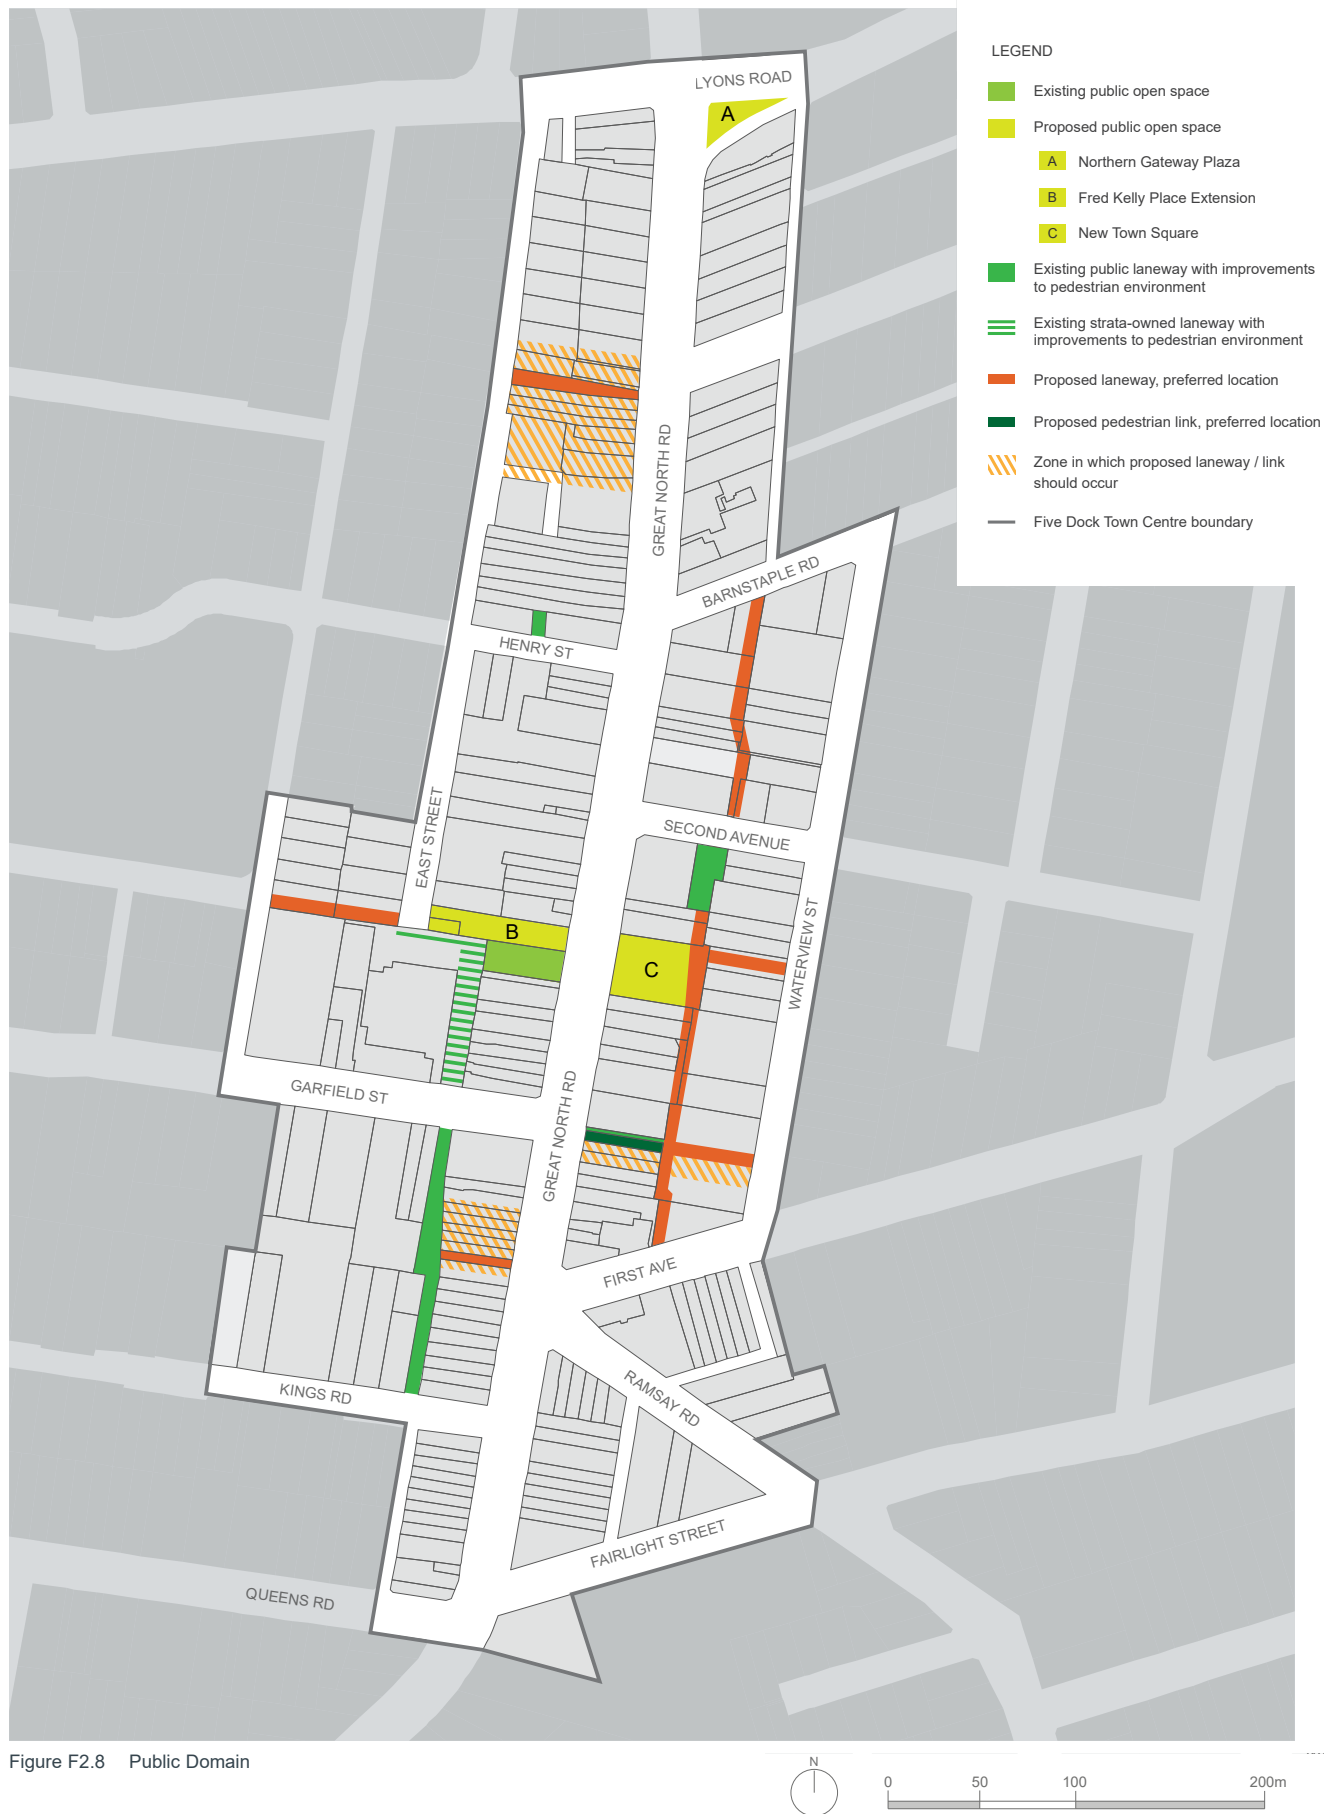 LYONS ROAD
A
GREAT NORTH RD
BARNSTAPLE RD
HENRY ST
SECOND AVENUE
EAST STREET
B
C
WATERVIEW ST
GARFIELD ST
GREAT NORTH RD
FIRST AVE
RAMSAY RD
KINGS RD
FAIRLIGHT STREET
QUEENS RD
LEGEND
Existing public open space
Proposed public open space
A Northern Gateway Plaza
B Fred Kelly Place Extension
C New Town Square
Existing public laneway with improvements
to pedestrian environment
Existing strata-owned laneway with
improvements to pedestrian environment
Proposed laneway, preferred location
Proposed pedestrian link, preferred location
Zone in which proposed laneway / link
should occur
Five Dock Town Centre boundary
Figure F2.8 Public Domain
N
0 50 100 200m